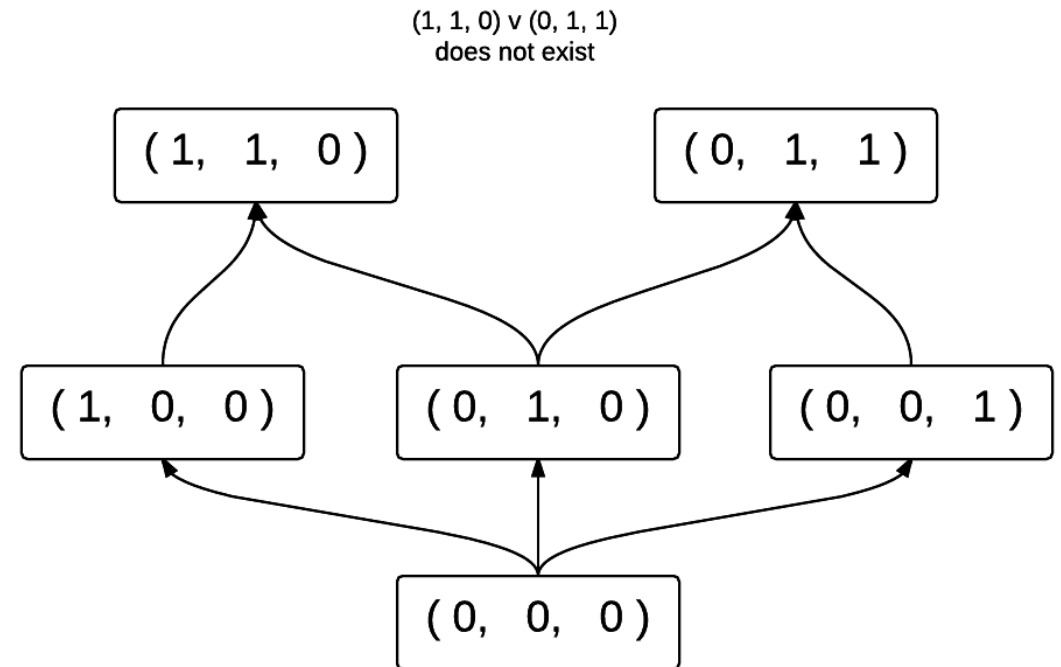 (1, 1, 0) v (0, 1, 1)
does not exist
( 1, 1, 0 )
( 0, 1, 1 )
( 1, 0, 0 )
( 0, 1, 0 )
( 0, 0, 1 )
( 0, 0, 0 )